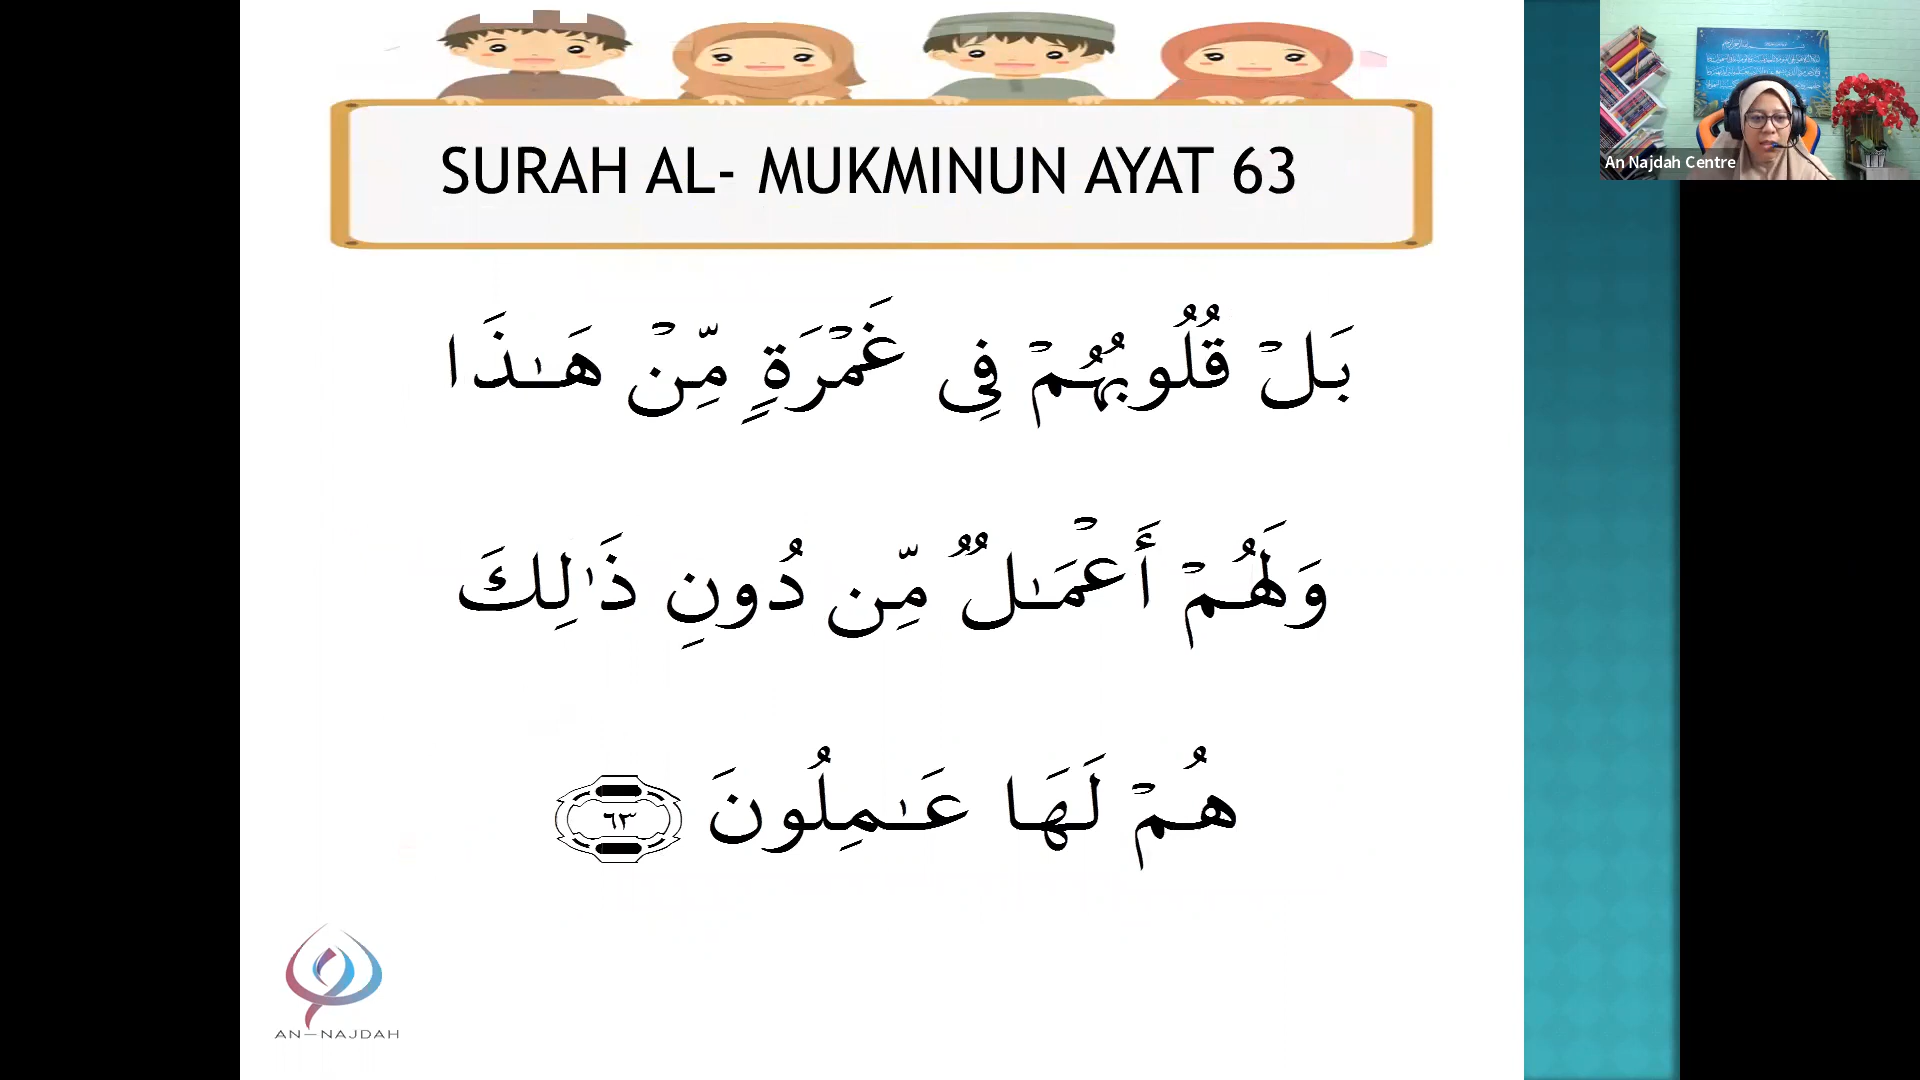 SURAH AL- MUKMINUN AYAT 63
An Najdah Centre
بَلْ قُلُوبُهُمْ فِى غَمْرَةٍ مِّنْ هَـٰذَا
وَلَهُمْ أَعْمَـٰلٌ مِّن دُونِ ذَٰلِكَ
هُمْ لَهَا عَـٰمِلُونَ ٦٣
AN-NAJDAH